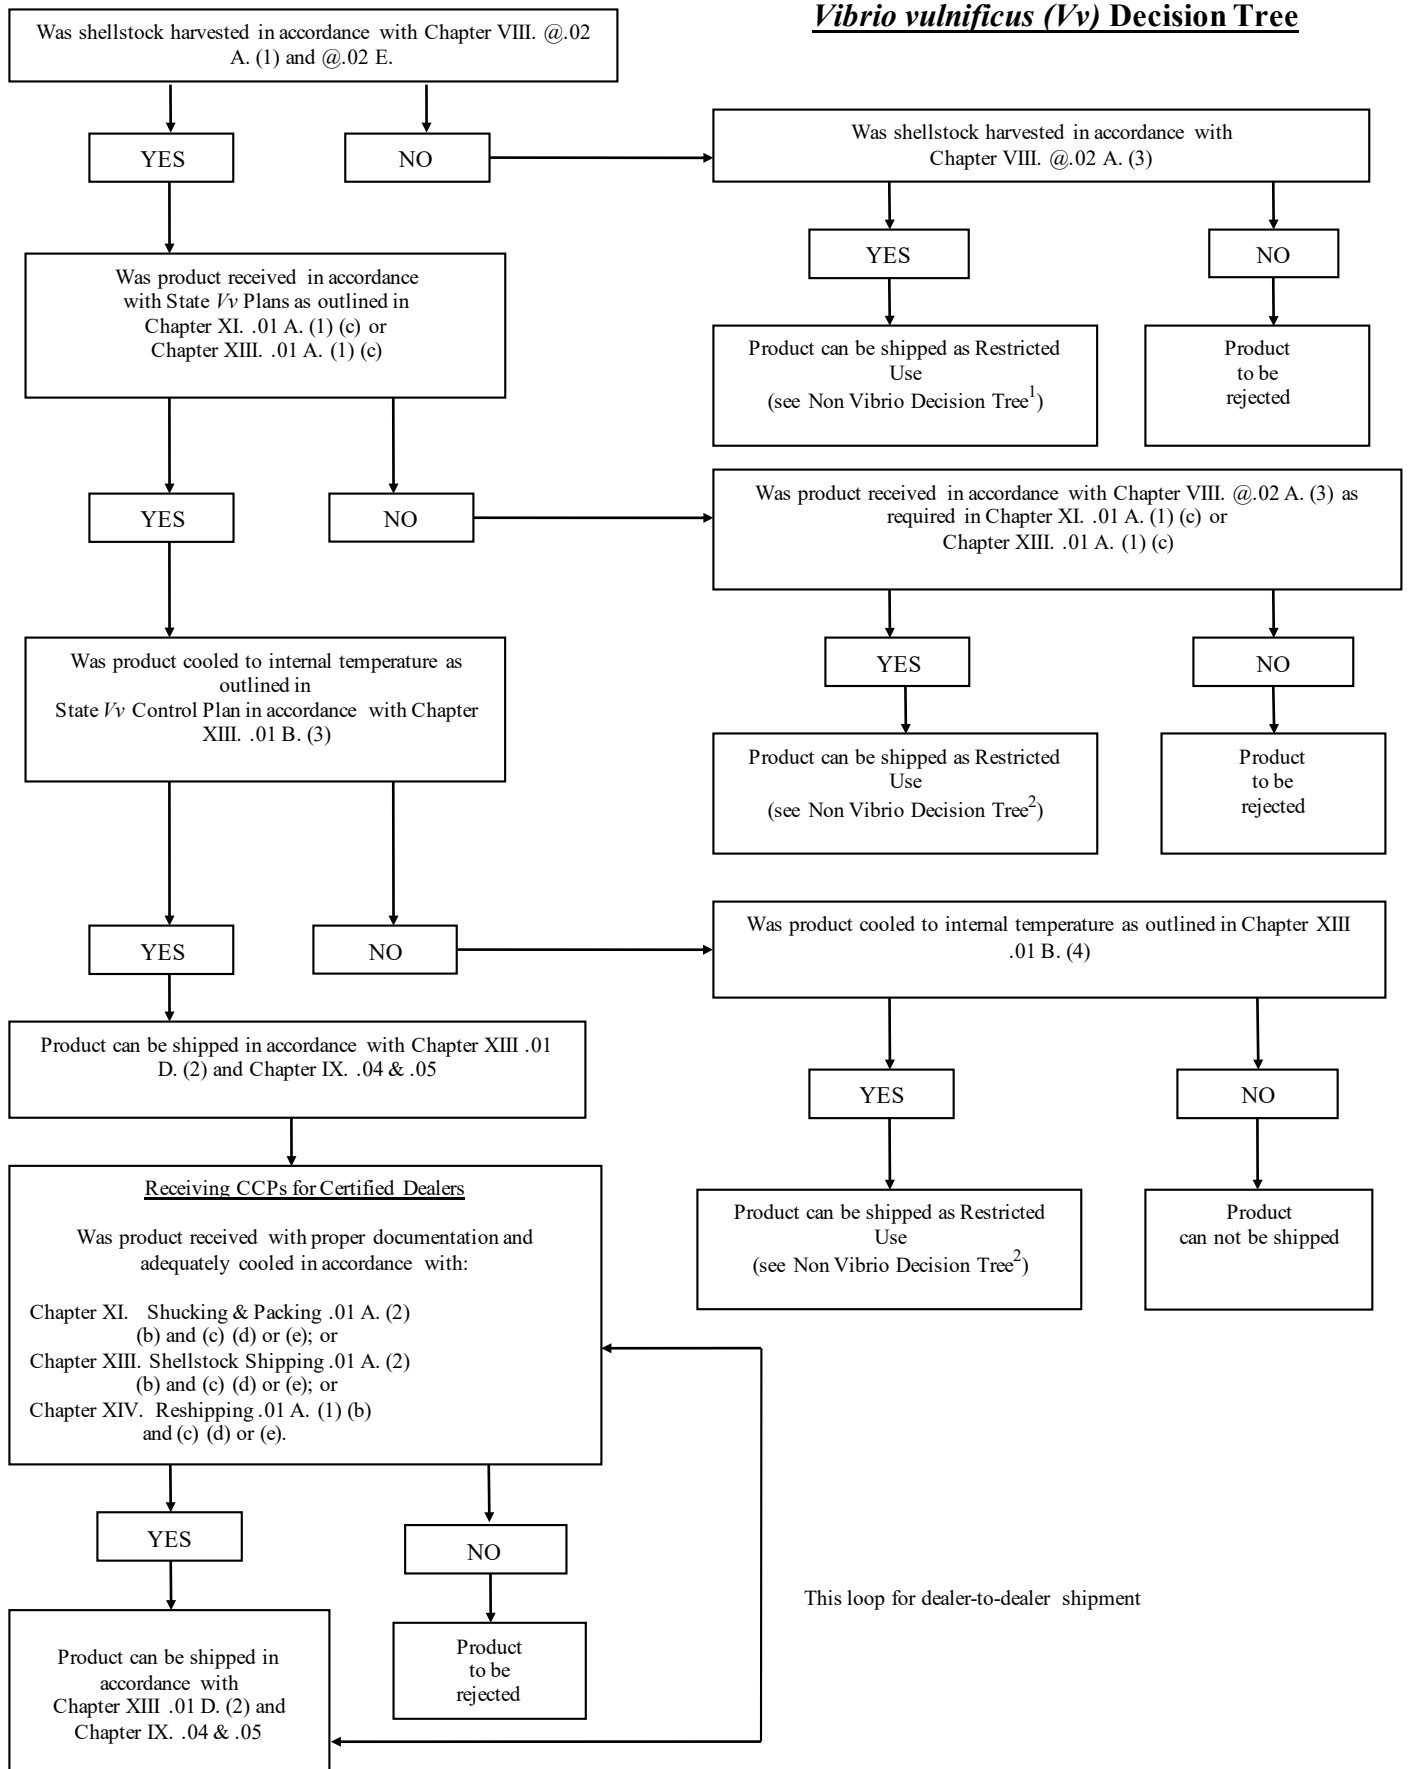 Vibrio vulnificus (Vv) Decision Tree
Was shellstock harvested in accordance with Chapter VIII. @.02
A. (1) and @.02 E.
YES
NO
Was shellstock harvested in accordance with
Chapter VIII. @.02 A. (3)
YES
NO
Was product received in accordance
with State Vv Plans as outlined in
Chapter XI. .01 A. (1) (c) or
Chapter XIII. .01 A. (1) (c)
Product can be shipped as Restricted
Use
(see Non Vibrio Decision Tree1)
Product
to be
rejected
YES
NO
Was product received in accordance with Chapter VIII. @.02 A. (3) as
required in Chapter XI. .01 A. (1) (c) or
Chapter XIII. .01 A. (1) (c)
YES
NO
Was product cooled to internal temperature as
outlined in
State Vv Control Plan in accordance with Chapter
XIII. .01 B. (3)
Product can be shipped as Restricted
Use
(see Non Vibrio Decision Tree2)
Product
to be
rejected
YES
NO
Was product cooled to internal temperature as outlined in Chapter XIII
.01 B. (4)
YES
NO
Product can be shipped in accordance with Chapter XIII .01
D. (2) and Chapter IX. .04 & .05
Product can be shipped as Restricted
Use
(see Non Vibrio Decision Tree2)
Product
can not be shipped
Receiving CCPs for Certified Dealers
Was product received with proper documentation and
adequately cooled in accordance with:
Chapter XI. Shucking & Packing .01 A. (2)
(b) and (c) (d) or (e); or
Chapter XIII. Shellstock Shipping .01 A. (2)
(b) and (c) (d) or (e); or
Chapter XIV. Reshipping .01 A. (1) (b)
and (c) (d) or (e).
YES
NO
This loop for dealer-to-dealer shipment
Product can be shipped in
accordance with
Chapter XIII .01 D. (2) and
Chapter IX. .04 & .05
Product
to be
rejected